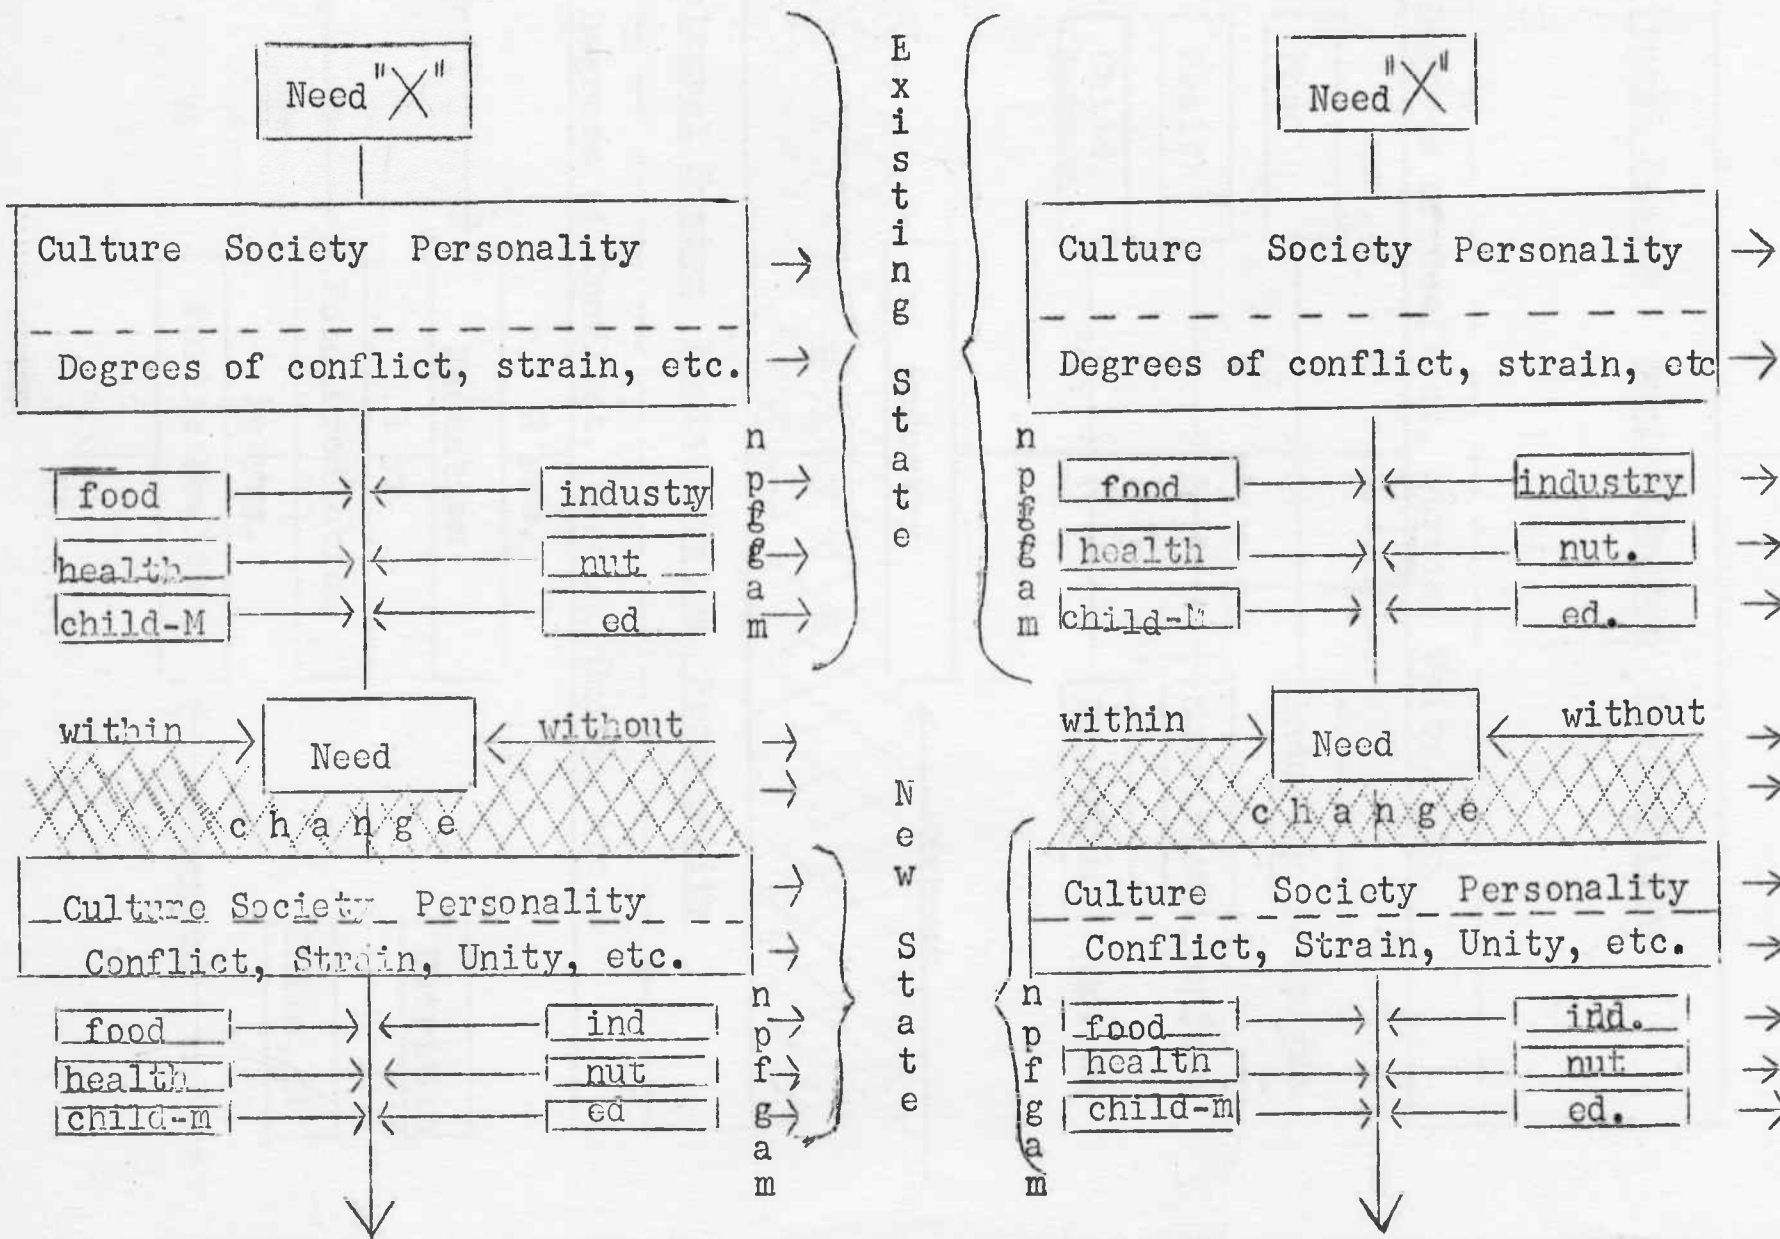 Need "X"
Culture Society Personality
Degrees of conflict, strain, etc.
food
industry
health
nut
child-M
ed
n p f g a m
within
Need
without
change
Culture Society Personality
Conflict, Strain, Unity, etc.
food
ind
health
nut
child-m
ed
n p f g a m
Existing State
New State
Need "X"
Culture Society Personality
Degrees of conflict, strain, etc
n p f g a m
food
industry
health
nut.
child-M
ed.
within
Need
without
change
Culture Society Personality
Conflict, Strain, Unity, etc.
n p f g a m
food
ind.
health
nut
child-m
ed.